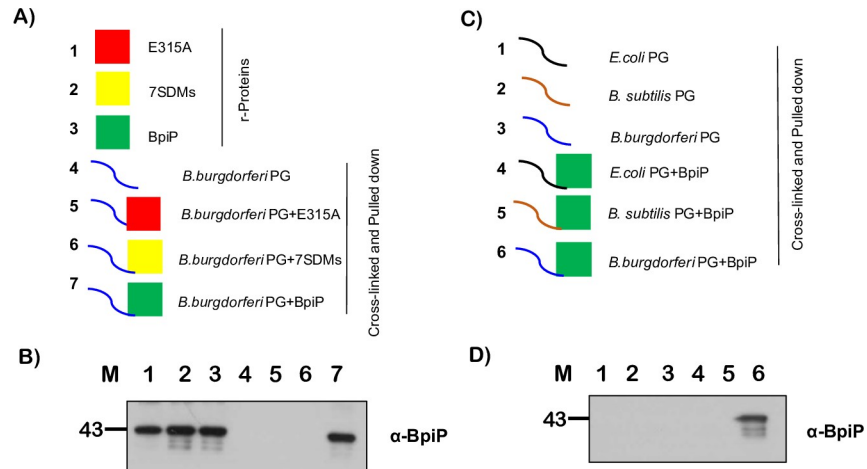 A)
1 E315A
2 7SDMs
3 BpiP
r-Proteins
4 B.burgdorferi PG
5 B.burgdorferi PG+E315A
6 B.burgdorferi PG+7SDMs
7 B.burgdorferi PG+BpiP
Cross-linked and Pulled down
B)
M 1 2 3 4 5 6 7
43
α-BpiP
C)
1 E.coli PG
2 B. subtilis PG
3 B.burgdorferi PG
4 E.coli PG+BpiP
5 B. subtilis PG+BpiP
6 B.burgdorferi PG+BpiP
Cross-linked and Pulled down
D)
M 1 2 3 4 5 6
43
α-BpiP